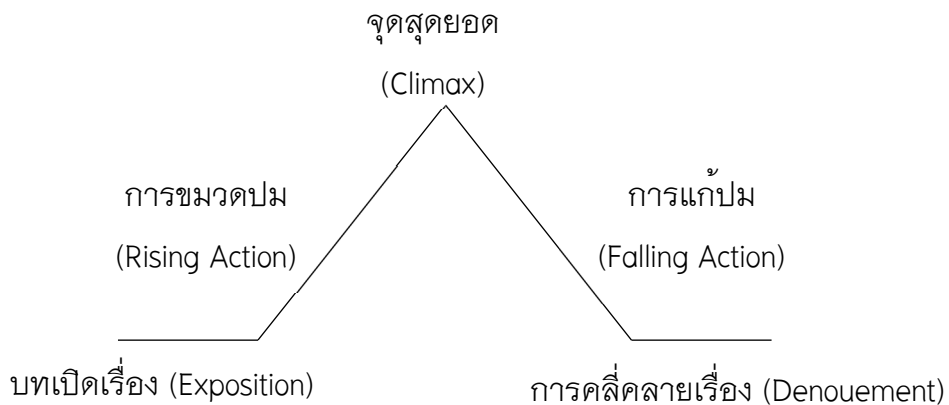 จุดสุดยอด
(Climax)
การขมวดปม
(Rising Action)
การแก้ปม
(Falling Action)
บทเปิดเรื่อง (Exposition)
การคลี่คลายเรื่อง (Denouement)